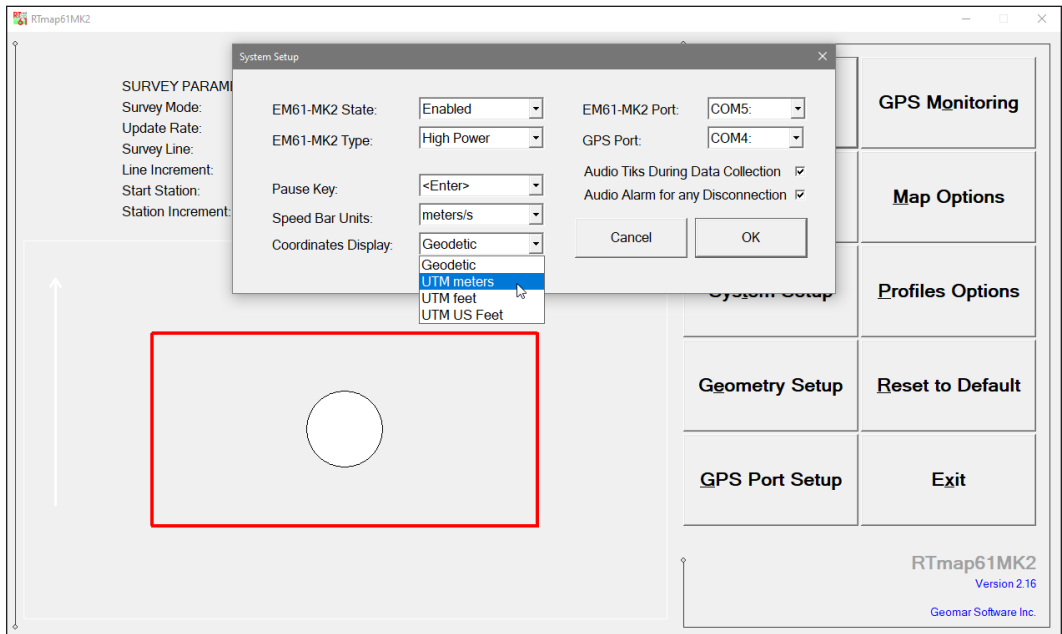 RTmap61MK2
System Setup
SURVEY PARAM
Survey Mode:
Update Rate:
Survey Line:
Line Increment:
Start Station:
Station Increment:
EM61-MK2 State:
Enabled
EM61-MK2 Type:
High Power
Pause Key:
<Enter>
Speed Bar Units:
meters/s
Coordinates Display:
Geodetic
Geodetic
UTM meters
UTM feet
UTM US Feet
EM61-MK2 Port:
COM5:
GPS Port:
COM4:
Audio Tiks During Data Collection
Audio Alarm for any Disconnection
Cancel
OK
GPS Monitoring
Map Options
System Setup
Profiles Options
Geometry Setup
Reset to Default
GPS Port Setup
Exit
RTmap61MK2
Version 2.16
Geomar Software Inc.